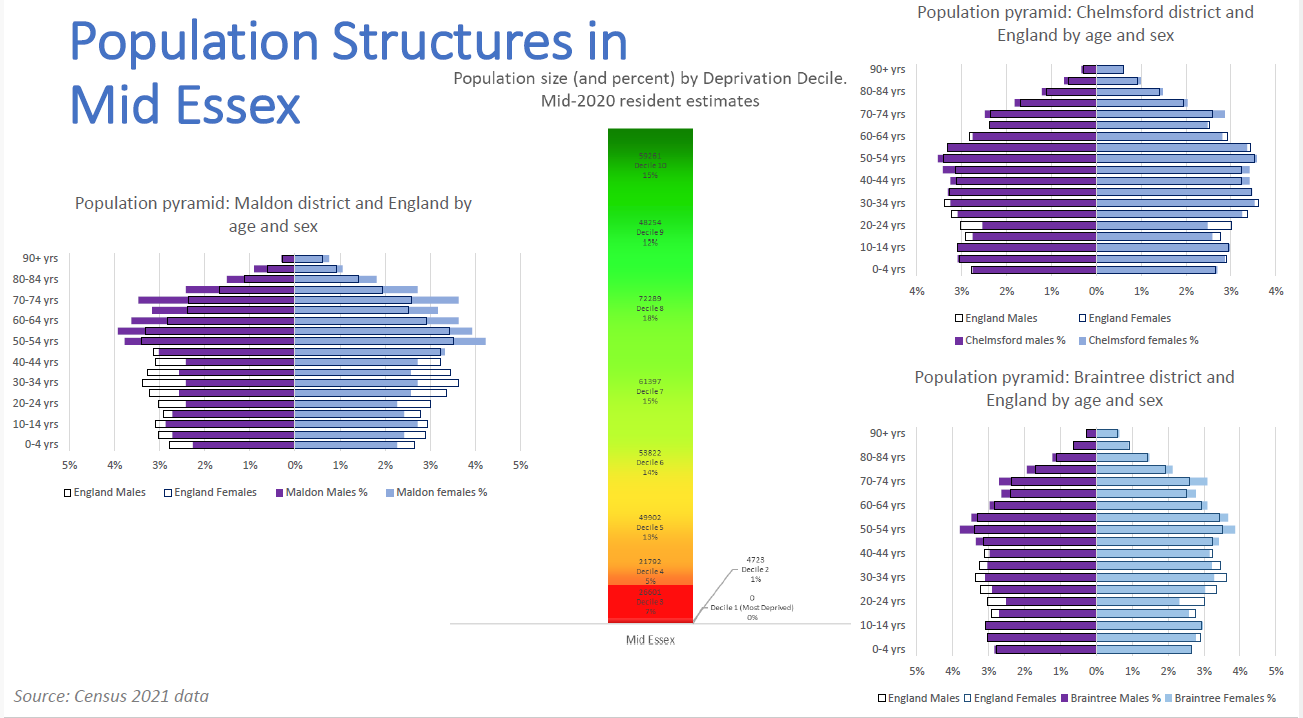 Population Structures in
Mid Essex
Population size (and percent) by Deprivation Decile.
Mid-2020 resident estimates
59281
Decile 10
15%
48254
Decile 9
12%
72289
Decile 8
18%
61397
Decile 7
15%
53822
Decile 6
14%
49902
Decile 5
13%
21792
Decile 4
5%
Decile 3
7%
4723
Decile 2
1%
0
Decile 1 (Most Deprived)
0%
Mid Essex
Population pyramid: Maldon district and England by
age and sex
90+ yrs
80-84 yrs
70-74 yrs
60-64 yrs
50-54 yrs
40-44 yrs
30-34 yrs
20-24 yrs
10-14 yrs
0-4 yrs
5% 4% 3% 2% 1% 0% 1% 2% 3% 4% 5%
England Males England Females Maldon Males % Maldon females %
Population pyramid: Chelmsford district and
England by age and sex
90+ yrs
80-84 yrs
70-74 yrs
60-64 yrs
50-54 yrs
40-44 yrs
30-34 yrs
20-24 yrs
10-14 yrs
0-4 yrs
4% 3% 2% 1% 0% 1% 2% 3% 4%
England Males England Females
Chelmsford males % Chelmsford females %
Population pyramid: Braintree district and
England by age and sex
90+ yrs
80-84 yrs
70-74 yrs
60-64 yrs
50-54 yrs
40-44 yrs
30-34 yrs
20-24 yrs
10-14 yrs
0-4 yrs
5% 4% 3% 2% 1% 0% 1% 2% 3% 4% 5%
England Males England Females Braintree Males % Braintree Females %
Source: Census 2021 data